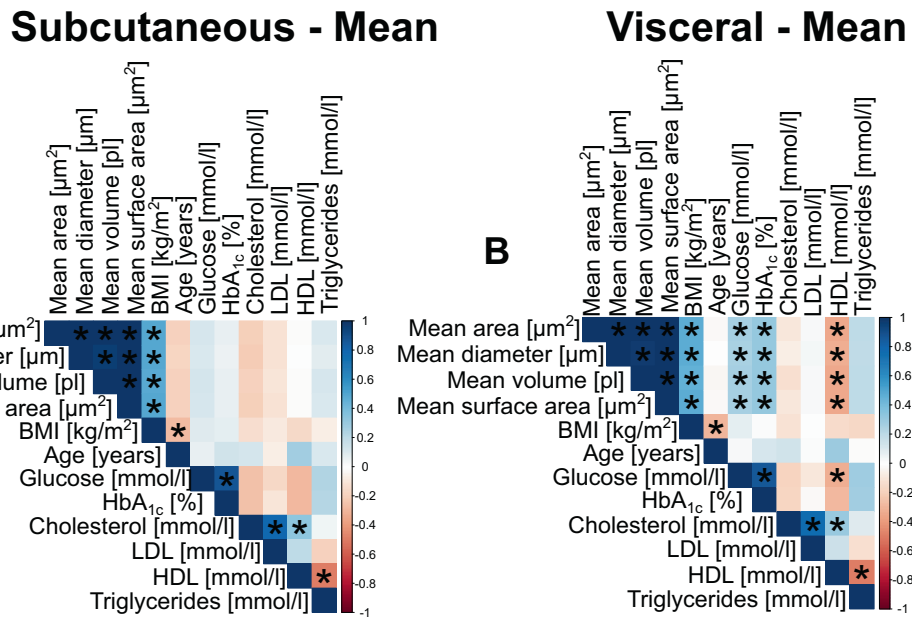 Subcutaneous - Mean
Mean area [µm²]
Mean diameter [µm]
Mean volume [pl]
Mean surface area [µm²]
BMI [kg/m²]
Age [years]
Glucose [mmol/l]
HbA1c [%]
Cholesterol [mmol/l]
LDL [mmol/l]
HDL [mmol/l]
Triglycerides [mmol/l]
µm²] * * * *
er [µm] * * *
olume [pl] * *
area [µm²] *
BMI [kg/m²] *
Age [years]
Glucose [mmol/l] *
HbA1c [%]
Cholesterol [mmol/l] * *
LDL [mmol/l]
HDL [mmol/l] *
Triglycerides [mmol/l]
1
0.8
0.6
0.4
0.2
0
-0.2
-0.4
-0.6
-0.8
-1
B
Visceral - Mean
Mean area [µm²]
Mean diameter [µm]
Mean volume [pl]
Mean surface area [µm²]
BMI [kg/m²]
Age [years]
Glucose [mmol/l]
HbA1c [%]
Cholesterol [mmol/l]
LDL [mmol/l]
HDL [mmol/l]
Triglycerides [mmol/l]
Mean area [µm²] * * * * * * *
Mean diameter [µm] * * * * * *
Mean volume [pl] * * * * *
Mean surface area [µm²] * * * *
BMI [kg/m²] *
Age [years]
Glucose [mmol/l] * *
HbA1c [%]
Cholesterol [mmol/l] * *
LDL [mmol/l]
HDL [mmol/l] *
Triglycerides [mmol/l]
1
0.8
0.6
0.4
0.2
0
-0.2
-0.4
-0.6
-0.8
-1